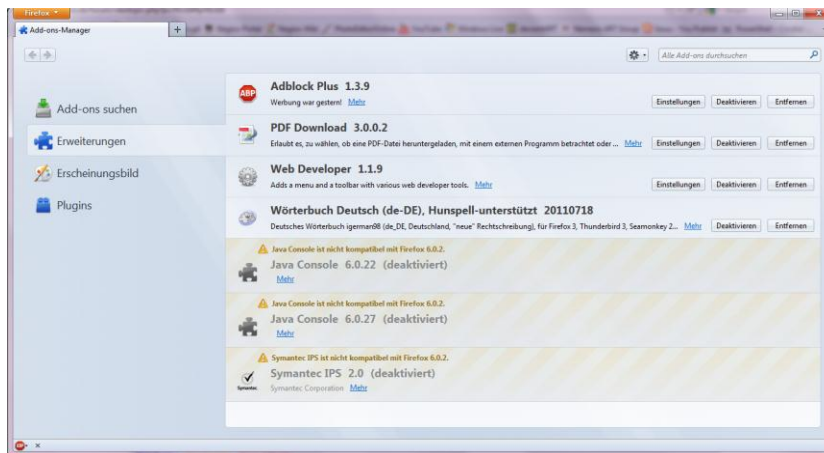 Firefox
Add-ons-Manager
Alle Add-ons durchsuchen
Add-ons suchen
Erweiterungen
Erscheinungsbild
Plugins
ABP
Adblock Plus 1.3.9
Werbung war gestern! Mehr
Einstellungen Deaktivieren Entfernen
PDF Download 3.0.0.2
Erlaubt es, zu wählen, ob eine PDF-Datei heruntergeladen, mit einem externen Programm betrachtet oder ... Mehr
Einstellungen Deaktivieren Entfernen
Web Developer 1.1.9
Adds a menu and a toolbar with various web developer tools. Mehr
Einstellungen Deaktivieren Entfernen
Wörterbuch Deutsch (de-DE), Hunspell-unterstützt 20110718
Deutsches Wörterbuch igerman98 (de_DE, Deutschland, "neue" Rechtschreibung), für Firefox 3, Thunderbird 3, Seamonkey 2... Mehr
Deaktivieren Entfernen
Java Console ist nicht kompatibel mit Firefox 6.0.2.
Java Console 6.0.22 (deaktiviert)
Mehr
Java Console ist nicht kompatibel mit Firefox 6.0.2.
Java Console 6.0.27 (deaktiviert)
Mehr
Symantec IPS ist nicht kompatibel mit Firefox 6.0.2.
Symantec IPS 2.0 (deaktiviert)
Symantec Corporation Mehr
Symantec.